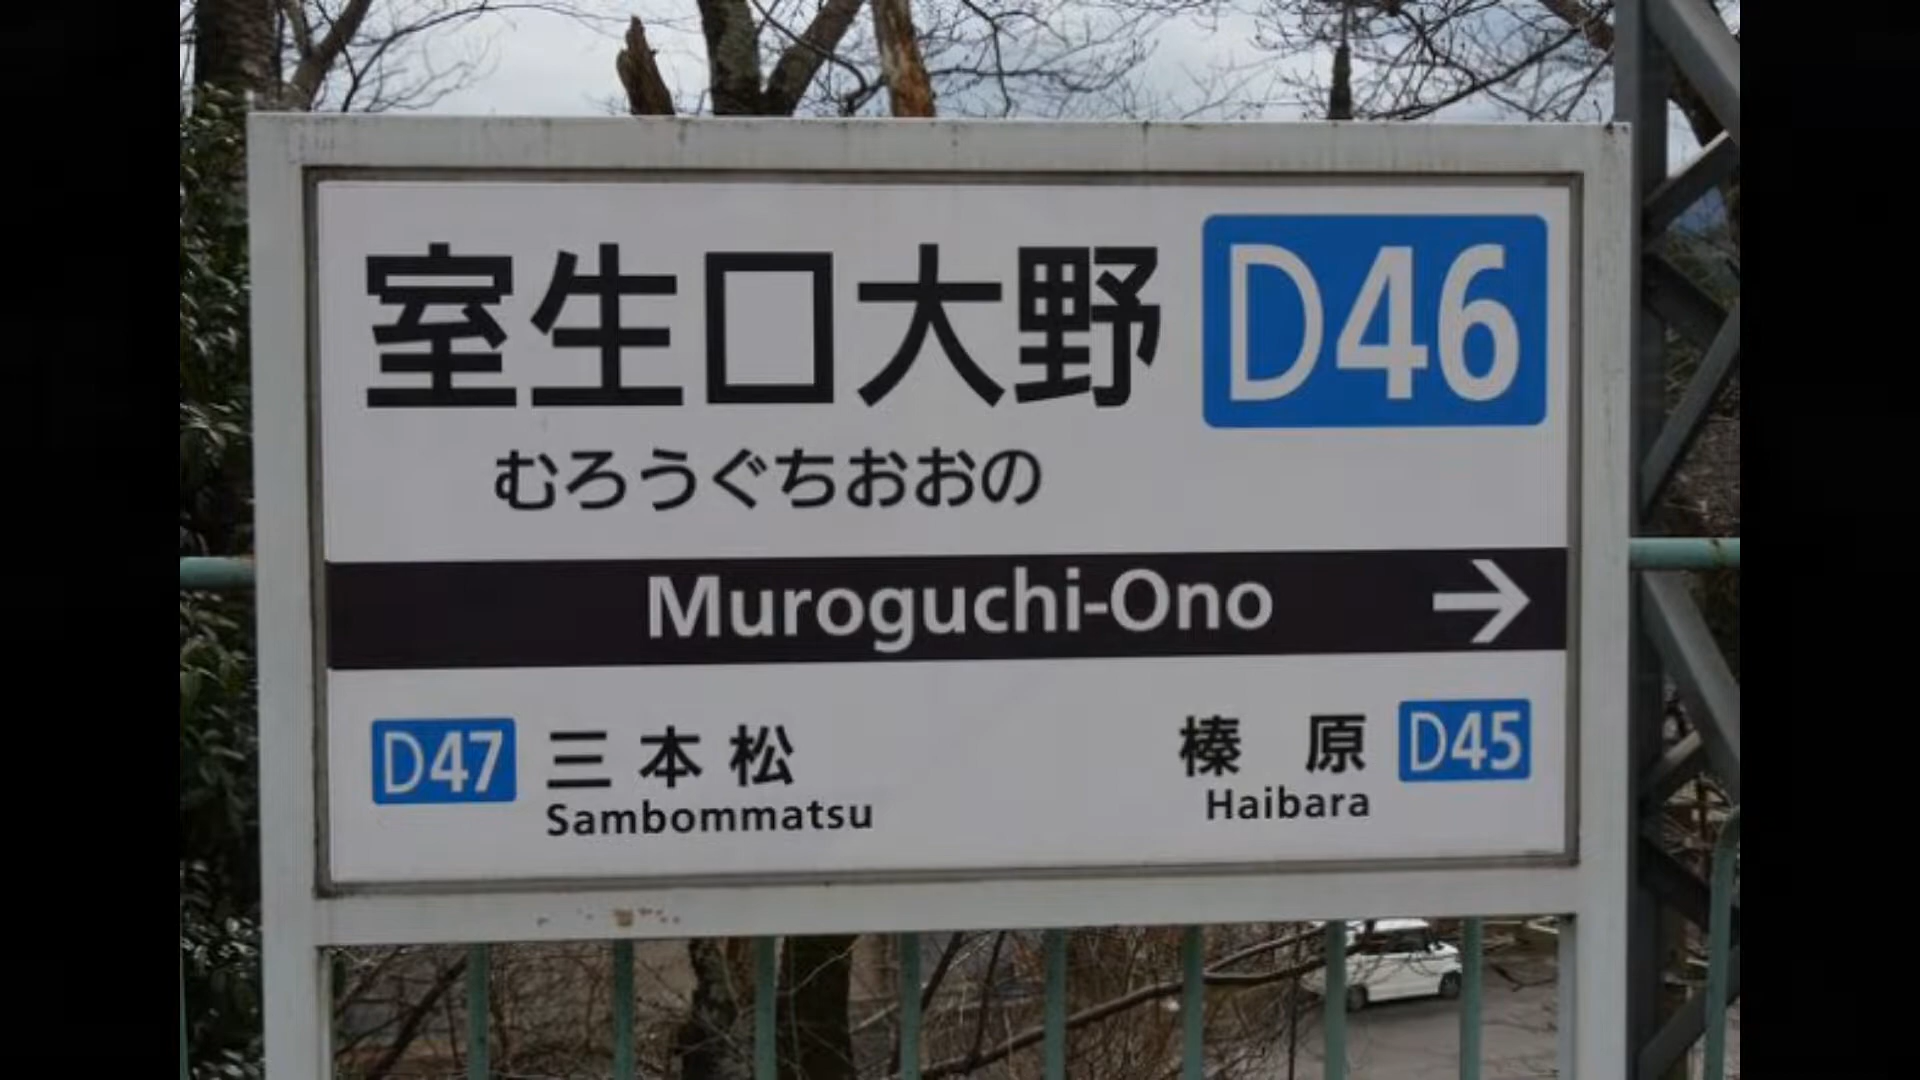 室生口大野 D46
むろうぐちおおの
Muroguchi-Ono →
D47 三本松 榛原 D45
Sambommatsu Haibara